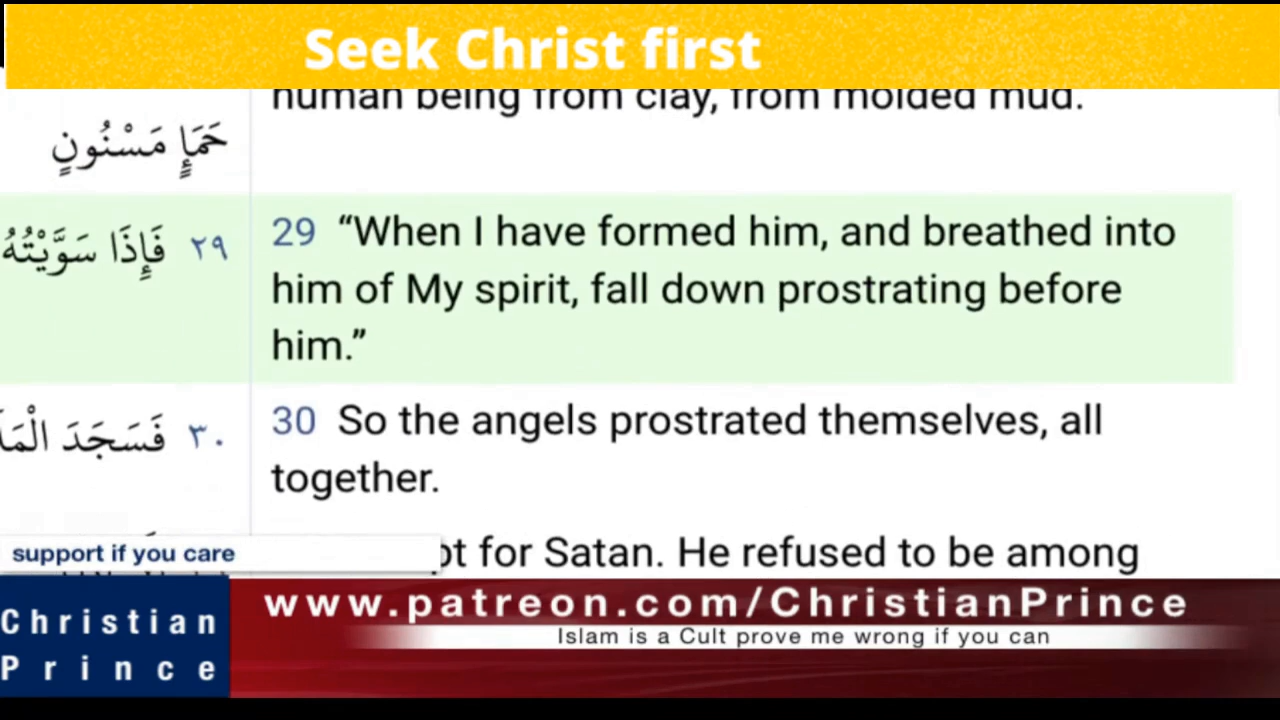 Seek Christ first
human being from clay, from molded mud.
حَمَإٍ مَسْنُونٍ
29 “When I have formed him, and breathed into
him of My spirit, fall down prostrating before
him.”
٢٩ فَإِذَا سَوَّيْتُهُ
30 So the angels prostrated themselves, all
together.
٣٠ فَسَجَدَ
for Satan. He refused to be among
support if you care
Christian
Prince
www.patreon.com/ChristianPrince
Islam is a Cult prove me wrong if you can